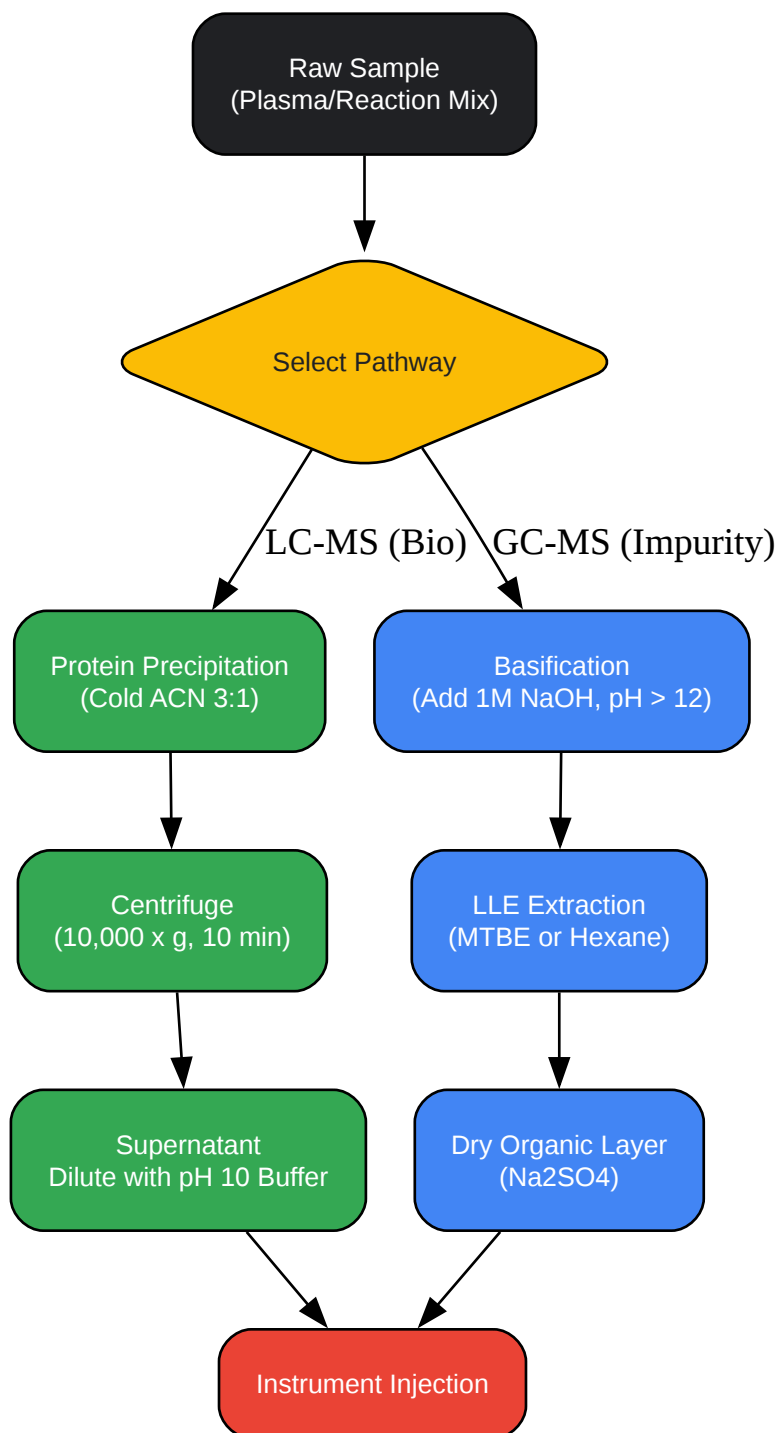 Raw Sample
(Plasma/Reaction Mix)
Select Pathway
LC-MS (Bio)
GC-MS (Impurity)
Protein Precipitation
(Cold ACN 3:1)
Basification
(Add 1M NaOH, pH > 12)
Centrifuge
(10,000 x g, 10 min)
LLE Extraction
(MTBE or Hexane)
Supernatant
Dilute with pH 10 Buffer
Dry Organic Layer
(Na2SO4)
Instrument Injection